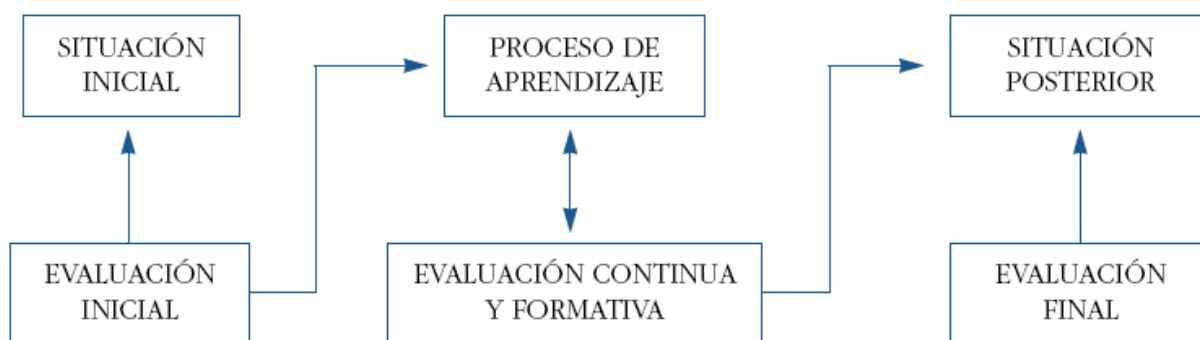 SITUACIÓN
INICIAL
PROCESO DE
APRENDIZAJE
SITUACIÓN
POSTERIOR
EVALUACIÓN
INICIAL
EVALUACIÓN CONTINUA
Y FORMATIVA
EVALUACIÓN
FINAL